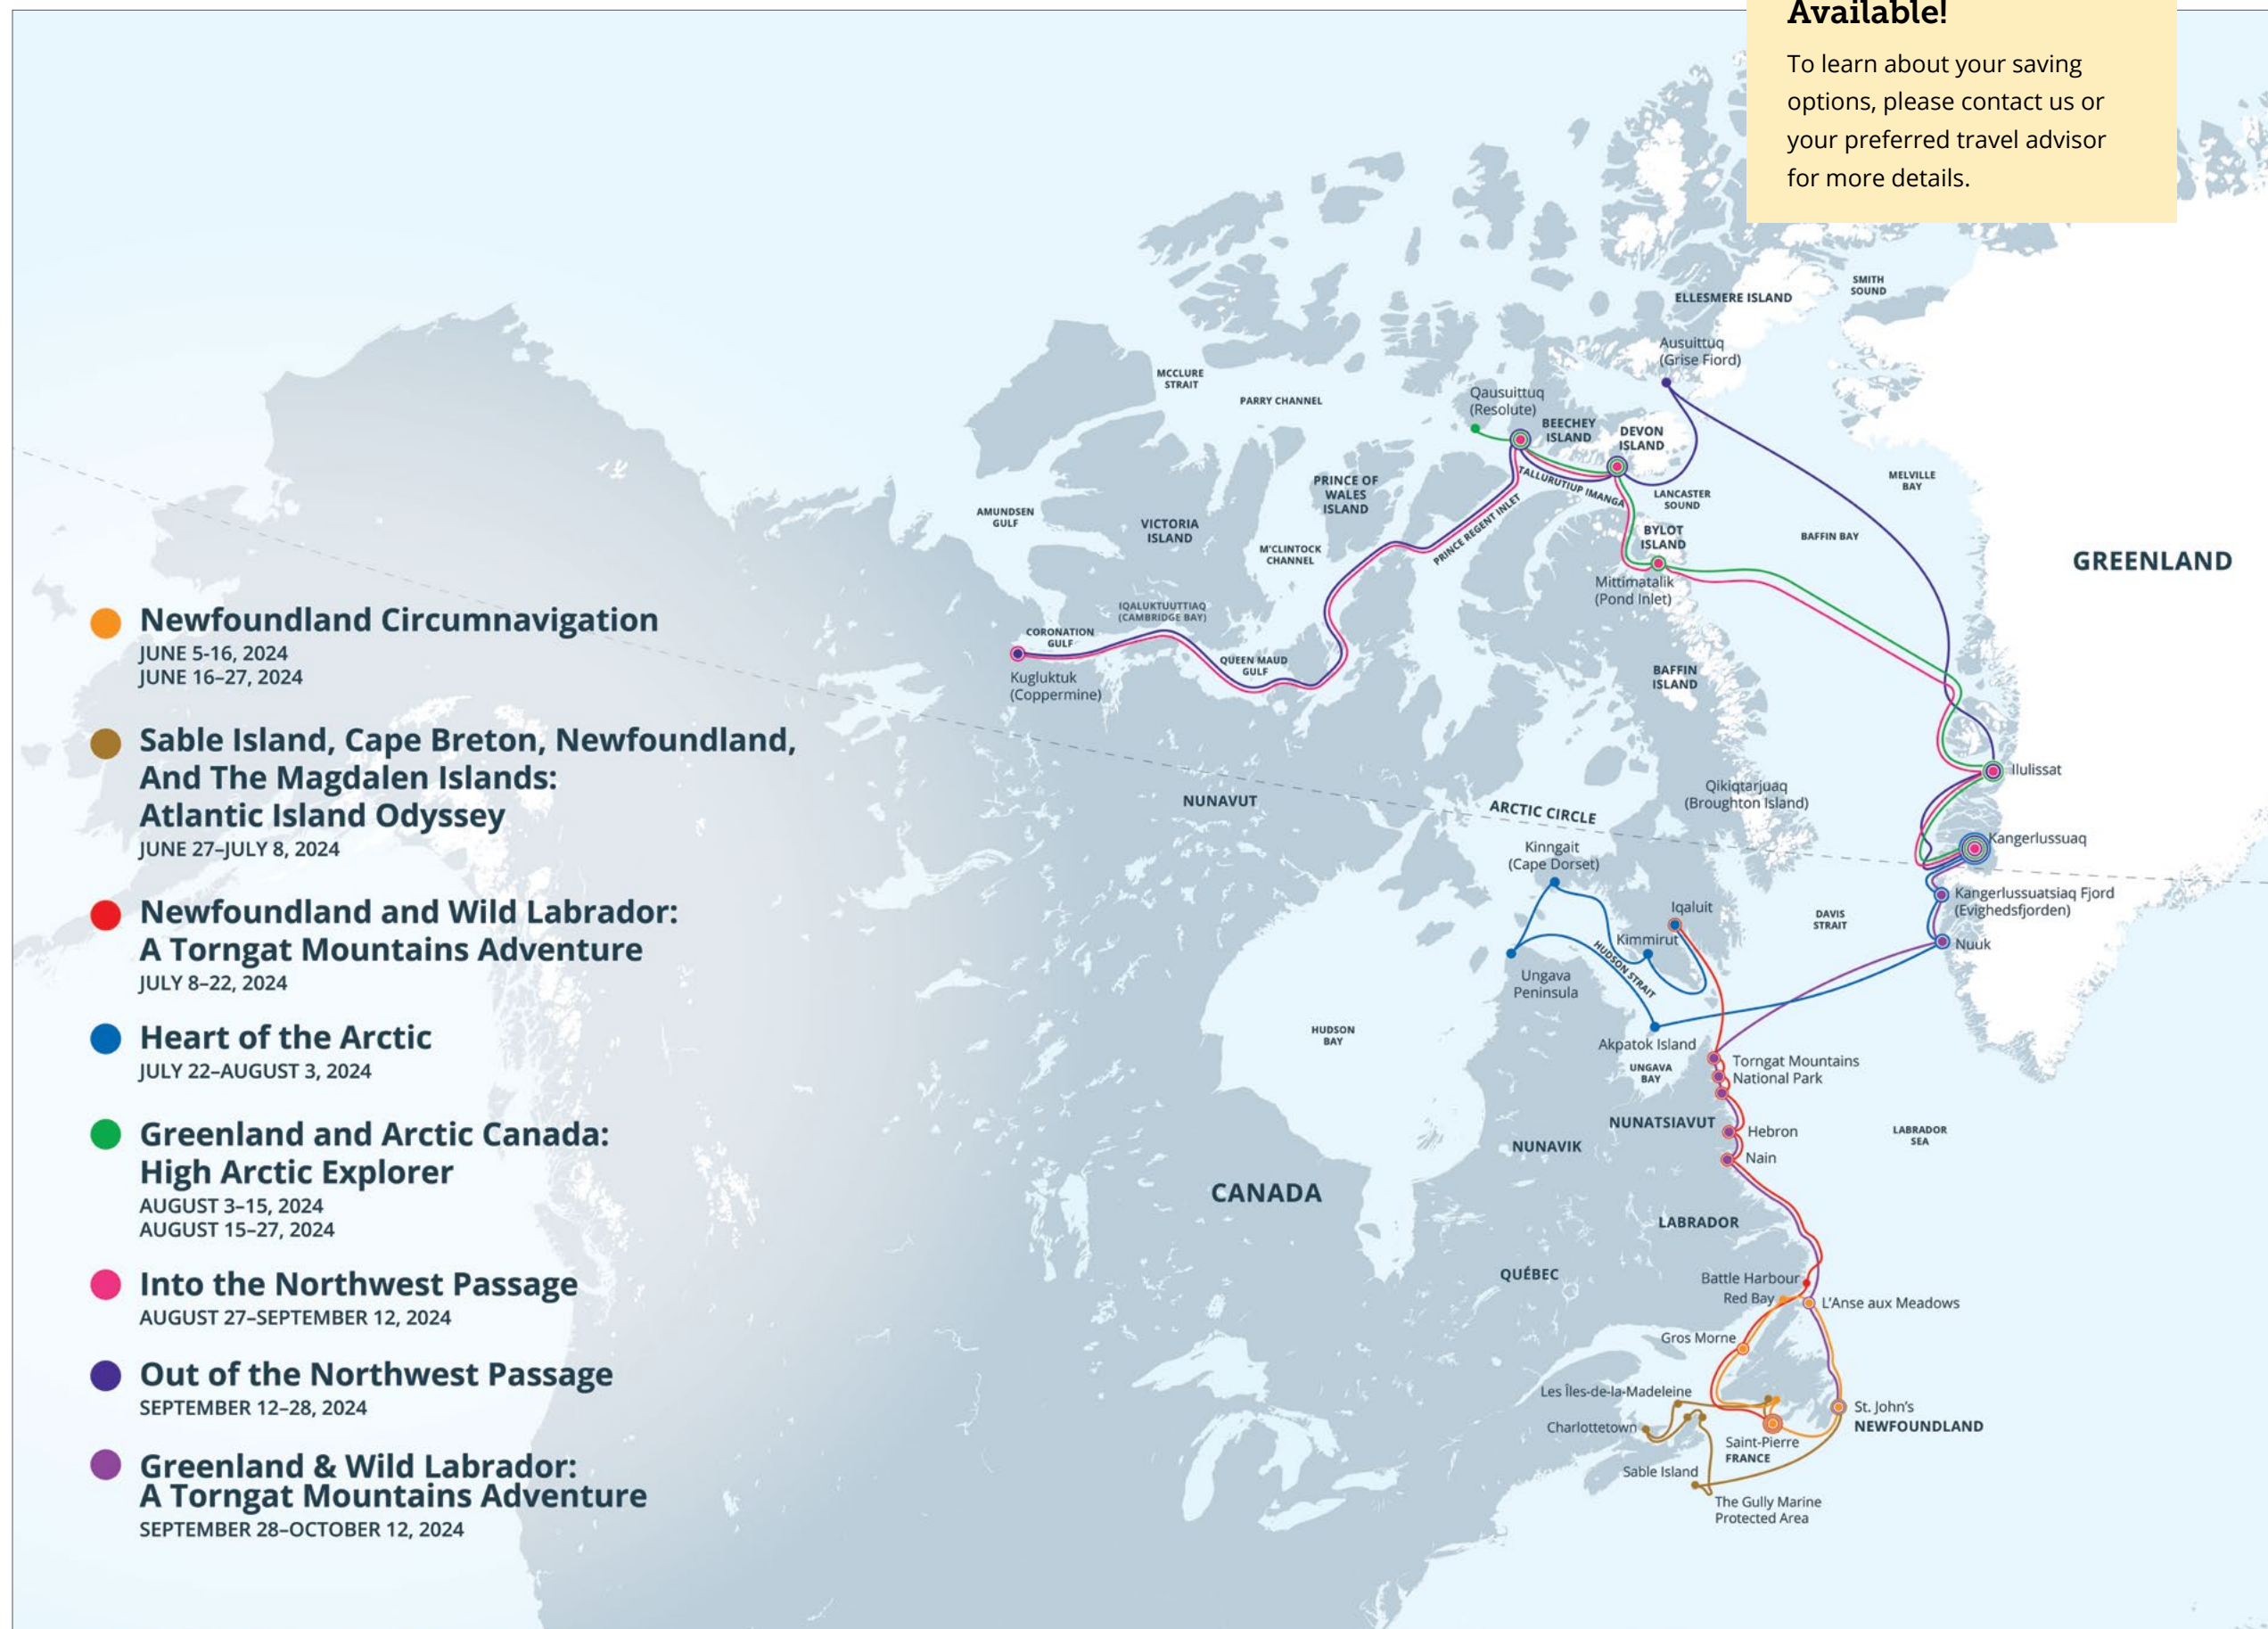 Available!
To learn about your saving
options, please contact us or
your preferred travel advisor
for more details.
Newfoundland Circumnavigation
JUNE 5-16, 2024
JUNE 16–27, 2024
Sable Island, Cape Breton, Newfoundland,
And The Magdalen Islands:
Atlantic Island Odyssey
JUNE 27–JULY 8, 2024
Newfoundland and Wild Labrador:
A Torngat Mountains Adventure
JULY 8–22, 2024
Heart of the Arctic
JULY 22–AUGUST 3, 2024
Greenland and Arctic Canada:
High Arctic Explorer
AUGUST 3–15, 2024
AUGUST 15–27, 2024
Into the Northwest Passage
AUGUST 27–SEPTEMBER 12, 2024
Out of the Northwest Passage
SEPTEMBER 12–28, 2024
Greenland & Wild Labrador:
A Torngat Mountains Adventure
SEPTEMBER 28–OCTOBER 12, 2024
SMITH
SOUND
ELLESMERE ISLAND
Ausuittuq
(Grise Fiord)
MCCLURE
STRAIT
PARRY CHANNEL
Qausuittuq
(Resolute)
BEECHEY
ISLAND
DEVON
ISLAND
TALLURUTIUP IMANGA
LANCASTER
SOUND
MELVILLE
BAY
PRINCE OF
WALES
ISLAND
AMUNDSEN
GULF
VICTORIA
ISLAND
M'CLINTOCK
CHANNEL
PRINCE REGENT INLET
BYLOT
ISLAND
BAFFIN BAY
GREENLAND
Mittimatalik
(Pond Inlet)
IQALUKTUUTTIAQ
(CAMBRIDGE BAY)
CORONATION
GULF
QUEEN MAUD
GULF
Kugluktuk
(Coppermine)
BAFFIN
ISLAND
Ilulissat
Qikiqtarjuaq
(Broughton Island)
NUNAVUT
ARCTIC CIRCLE
Kangerlussuaq
Kinngait
(Cape Dorset)
Kangerlussuatsiaq Fjord
(Evighedsfjorden)
Iqaluit
DAVIS
STRAIT
Kimmirut
Nuuk
HUDSON STRAIT
Ungava
Peninsula
HUDSON
BAY
Akpatok Island
UNGAVA
BAY
Torngat Mountains
National Park
NUNATSIAVUT
Hebron
LABRADOR
SEA
NUNAVIK
Nain
CANADA
LABRADOR
QUÉBEC
Battle Harbour
Red Bay
L'Anse aux Meadows
Gros Morne
Les Îles-de-la-Madeleine
Charlottetown
St. John's
NEWFOUNDLAND
Saint-Pierre
FRANCE
Sable Island
The Gully Marine
Protected Area